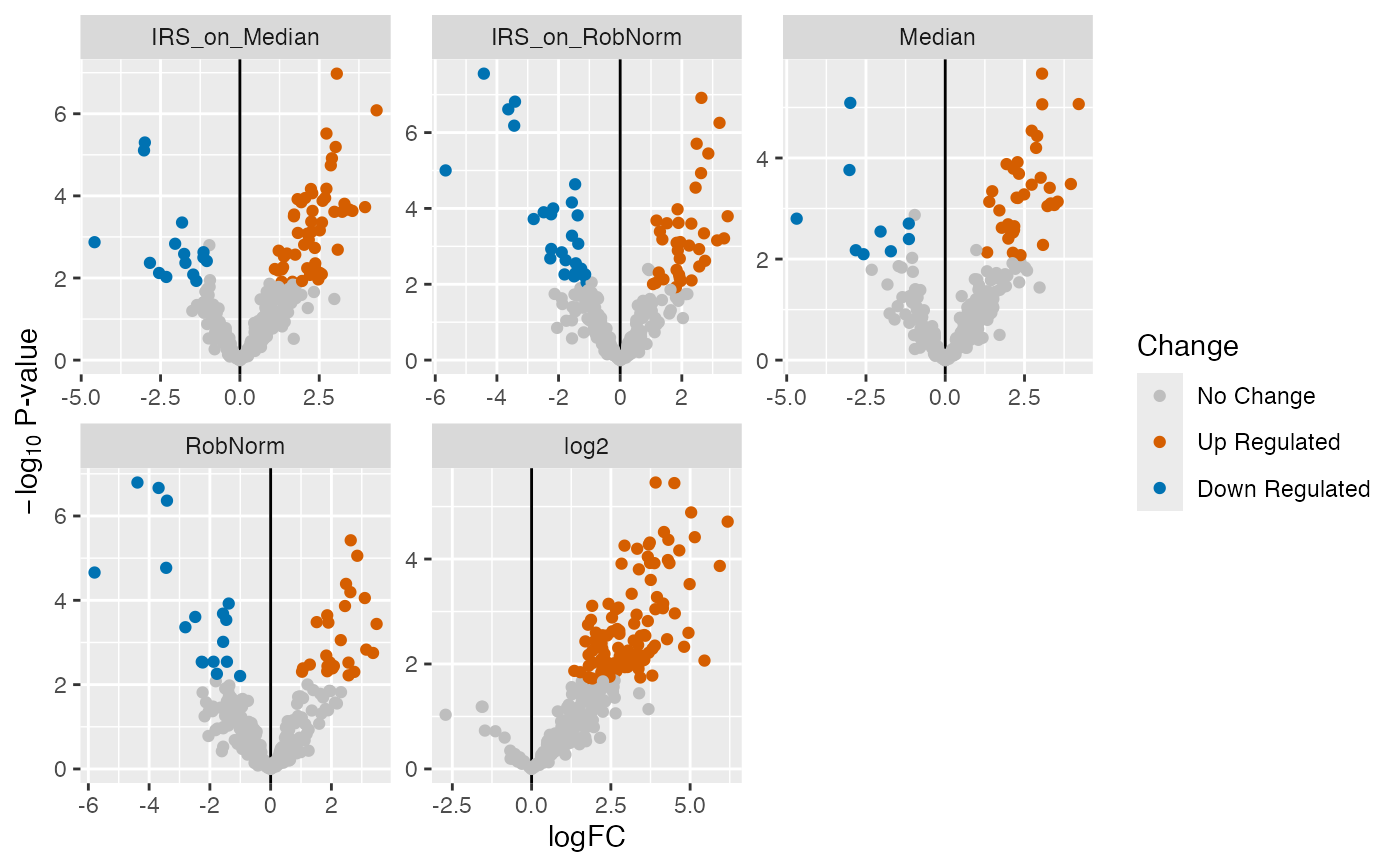 IRS_on_Median
IRS_on_RobNorm
Median
6
4
2
0
-5.0 -2.5 0.0 2.5
6
4
2
0
-6 -4 -2 0 2
4
2
0
-5.0 -2.5 0.0 2.5
RobNorm
log2
6
4
2
0
-6 -4 -2 0 2
4
2
0
-2.5 0.0 2.5 5.0
−log10 P-value
logFC
Change
No Change
Up Regulated
Down Regulated